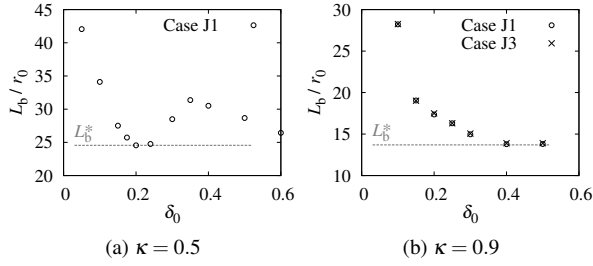 45
40
35
30
25
20
L_b / r_0
Case J1
L_b^*
0
0.2
0.4
0.6
δ_0
(a) κ = 0.5
30
25
20
15
10
L_b / r_0
Case J1
Case J3
L_b^*
0
0.2
0.4
0.6
δ_0
(b) κ = 0.9